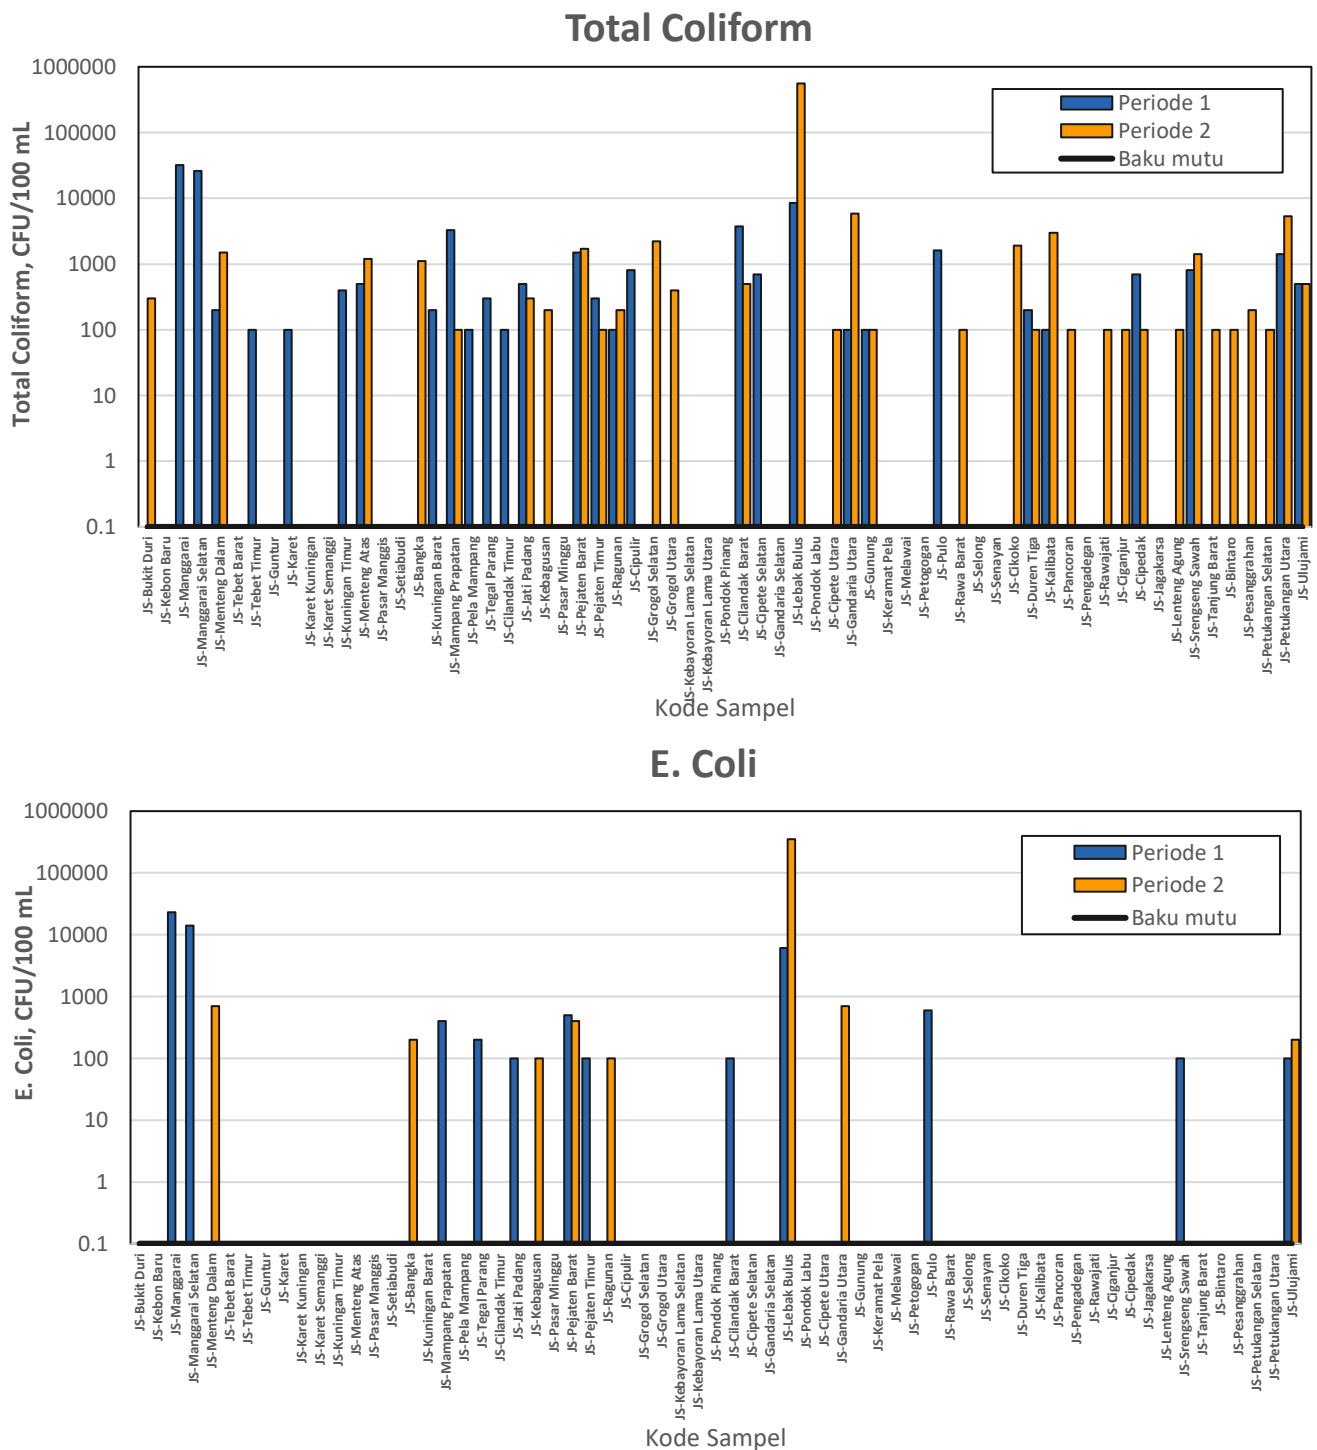 Total Coliform
1000000
100000
10000
1000
100
10
1
0.1
Total Coliform, CFU/100 mL
Periode 1
Periode 2
Baku mutu
JS-Bukit Duri
JS-Kebon Baru
JS-Manggarai
JS-Manggarai Selatan
JS-Menteng Dalam
JS-Tebet Barat
JS-Tebet Timur
JS-Guntur
JS-Karet
JS-Karet Kuningan
JS-Karet Semanggi
JS-Kuningan Timur
JS-Menteng Atas
JS-Pasar Manggis
JS-Setiabudi
JS-Bangka
JS-Kuningan Barat
JS-Mampang Prapatan
JS-Pela Mampang
JS-Tegal Parang
JS-Cilandak Timur
JS-Jati Padang
JS-Kebagusan
JS-Pasar Minggu
JS-Pejaten Barat
JS-Pejaten Timur
JS-Ragunan
JS-Cipulir
JS-Grogol Selatan
JS-Grogol Utara
JS-Kebayoran Lama Selatan
JS-Kebayoran Lama Utara
JS-Pondok Pinang
JS-Cilandak Barat
JS-Cipete Selatan
JS-Gandaria Selatan
JS-Lebak Bulus
JS-Pondok Labu
JS-Cipete Utara
JS-Gandaria Utara
JS-Gunung
JS-Keramat Pela
JS-Melawai
JS-Petogogan
JS-Pulo
JS-Rawa Barat
JS-Selong
JS-Senayan
JS-Cikoko
JS-Duren Tiga
JS-Kalibata
JS-Pancoran
JS-Pengadegan
JS-Rawajati
JS-Ciganjur
JS-Cipedak
JS-Jagakarsa
JS-Lenteng Agung
JS-Srengseng Sawah
JS-Tanjung Barat
JS-Bintaro
JS-Pesanggrahan
JS-Petukangan Selatan
JS-Petukangan Utara
JS-Ulujami
Kode Sampel
E. Coli
1000000
100000
10000
1000
100
10
1
0.1
E. Coli, CFU/100 mL
Periode 1
Periode 2
Baku mutu
JS-Bukit Duri
JS-Kebon Baru
JS-Manggarai
JS-Manggarai Selatan
JS-Menteng Dalam
JS-Tebet Barat
JS-Tebet Timur
JS-Guntur
JS-Karet
JS-Karet Kuningan
JS-Karet Semanggi
JS-Kuningan Timur
JS-Menteng Atas
JS-Pasar Manggis
JS-Setiabudi
JS-Bangka
JS-Kuningan Barat
JS-Mampang Prapatan
JS-Pela Mampang
JS-Tegal Parang
JS-Cilandak Timur
JS-Jati Padang
JS-Kebagusan
JS-Pasar Minggu
JS-Pejaten Barat
JS-Pejaten Timur
JS-Ragunan
JS-Cipulir
JS-Grogol Selatan
JS-Grogol Utara
JS-Kebayoran Lama Selatan
JS-Kebayoran Lama Utara
JS-Pondok Pinang
JS-Cilandak Barat
JS-Cipete Selatan
JS-Gandaria Selatan
JS-Lebak Bulus
JS-Pondok Labu
JS-Cipete Utara
JS-Gandaria Utara
JS-Gunung
JS-Keramat Pela
JS-Melawai
JS-Petogogan
JS-Pulo
JS-Rawa Barat
JS-Selong
JS-Senayan
JS-Cikoko
JS-Duren Tiga
JS-Kalibata
JS-Pancoran
JS-Pengadegan
JS-Rawajati
JS-Ciganjur
JS-Cipedak
JS-Jagakarsa
JS-Lenteng Agung
JS-Srengseng Sawah
JS-Tanjung Barat
JS-Bintaro
JS-Pesanggrahan
JS-Petukangan Selatan
JS-Petukangan Utara
JS-Ulujami
Kode Sampel